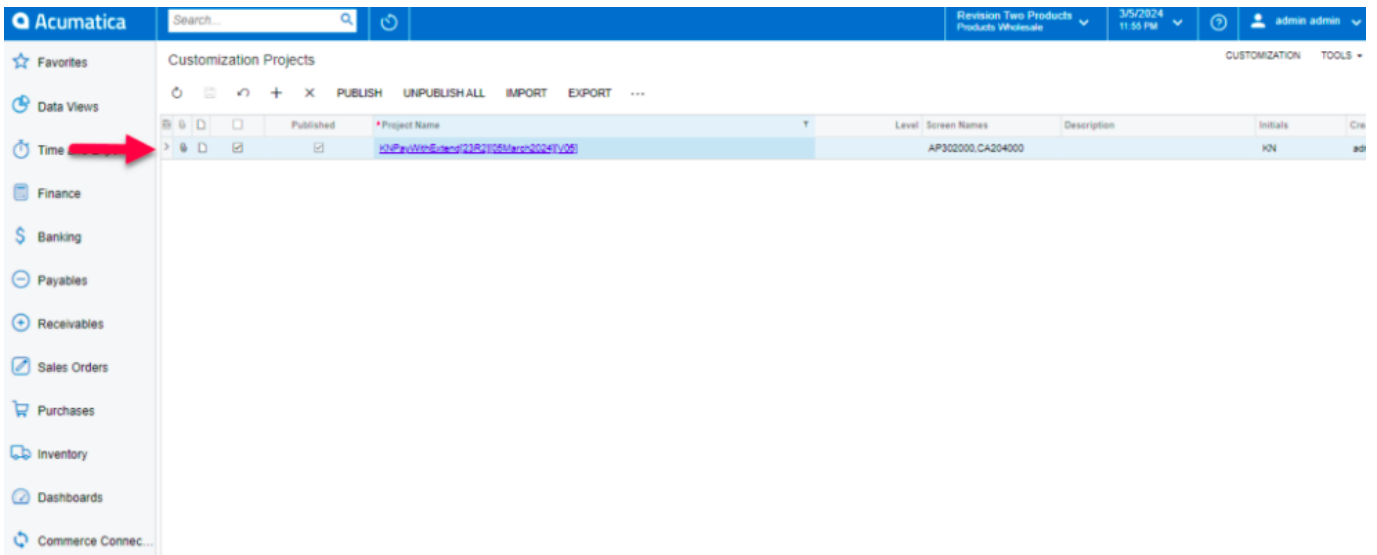 Acumatica
Search...
Revision Two Products
Products Wholesale
3/5/2024
11:55 PM
admin admin
Favorites
Data Views
Time
Finance
Banking
Payables
Receivables
Sales Orders
Purchases
Inventory
Dashboards
Commerce Connec...
Customization Projects
CUSTOMIZATION TOOLS
PUBLISH UNPUBLISH ALL IMPORT EXPORT ...
Published *Project Name Level Screen Names Description Initials Cre
KNPayWithExtend[23R2][05March2024][V05] AP302000,CA204000 KN adr